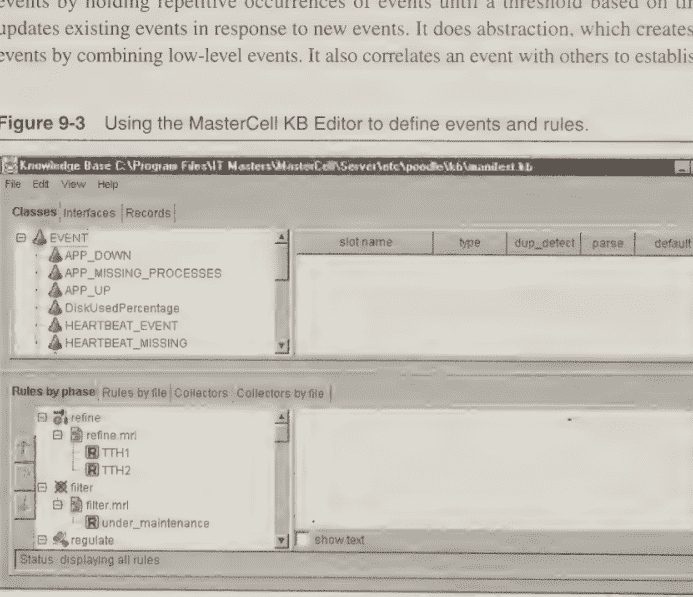 events by holding repetitive occurrences of events until a threshold based on
updates existing events in response to new events. It does abstraction, which creates
events by combining low-level events. It also correlates an event with others to
Figure 9-3 Using the MasterCell KB Editor to define events and rules.
Knowledge Base C:\Program Files\IT Masters\MasterCell\Server\etc\poodle\kb\manifest.kb
File Edit View Help
Classes Interfaces Records
EVENT
slot name type dup_detect parse default
APP_DOWN
APP_MISSING_PROCESSES
APP_UP
DiskUsedPercentage
HEARTBEAT_EVENT
HEARTBEAT_MISSING
Rules by phase Rules by file Collectors Collectors by file
refine
refine.mrl
R TTH1
R TTH2
filter
filter.mrl
R under_maintenance
regulate
show text
Status: displaying all rules